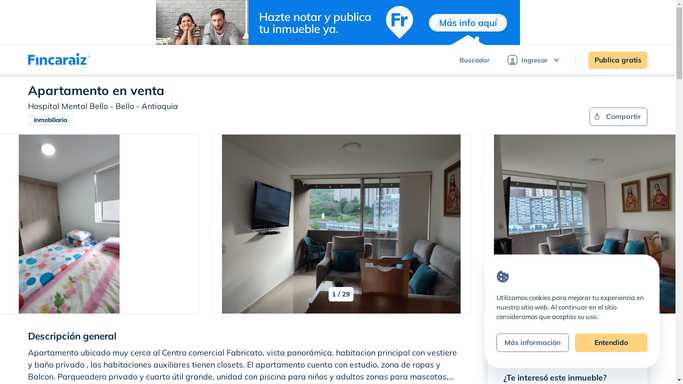 Hazte notar y publica
tu inmueble ya.
Fr
Más info aquí
Fincaraiz
Buscador
Ingresar
Publica gratis
Apartamento en venta
Hospital Mental Bello - Bello - Antioquia
Inmobiliaria
Compartir
1 / 29
Utilizamos cookies para mejorar tu experiencia en
nuestro sitio web. Al continuar en el sitio
consideramos que aceptas su uso.
Más información
Entendido
Descripción general
Apartamento ubicado muy cerca al Centro comercial Fabricato, vista panorámica, habitacion principal con vestiere
y baño privado , las habitaciones auxiliares tienen closets. El apartamento cuenta con estudio, zona de ropas y
Balcon. Parqueadero privado y cuarto útil grande, unidad con piscina para niños y adultos zonas para mascotas,...
¿Te interesó este inmueble?